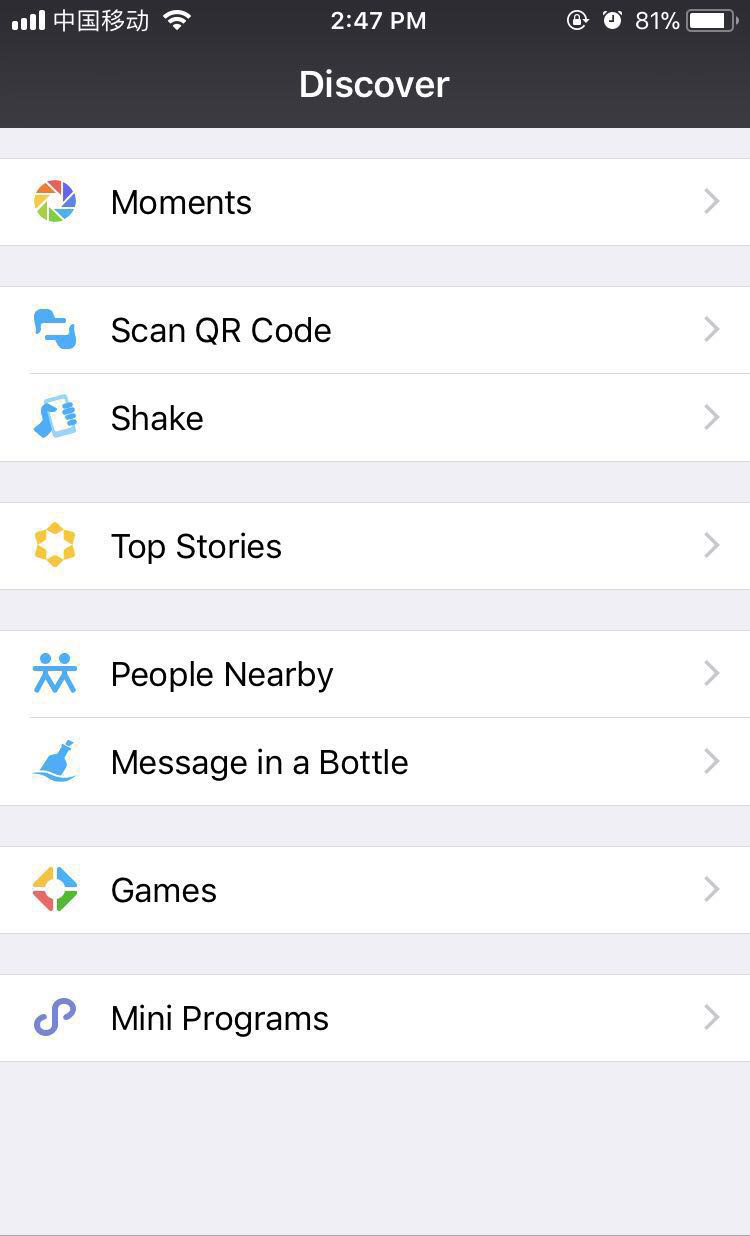 中国移动 2:47 PM 81%
Discover
Moments
Scan QR Code
Shake
Top Stories
People Nearby
Message in a Bottle
Games
Mini Programs